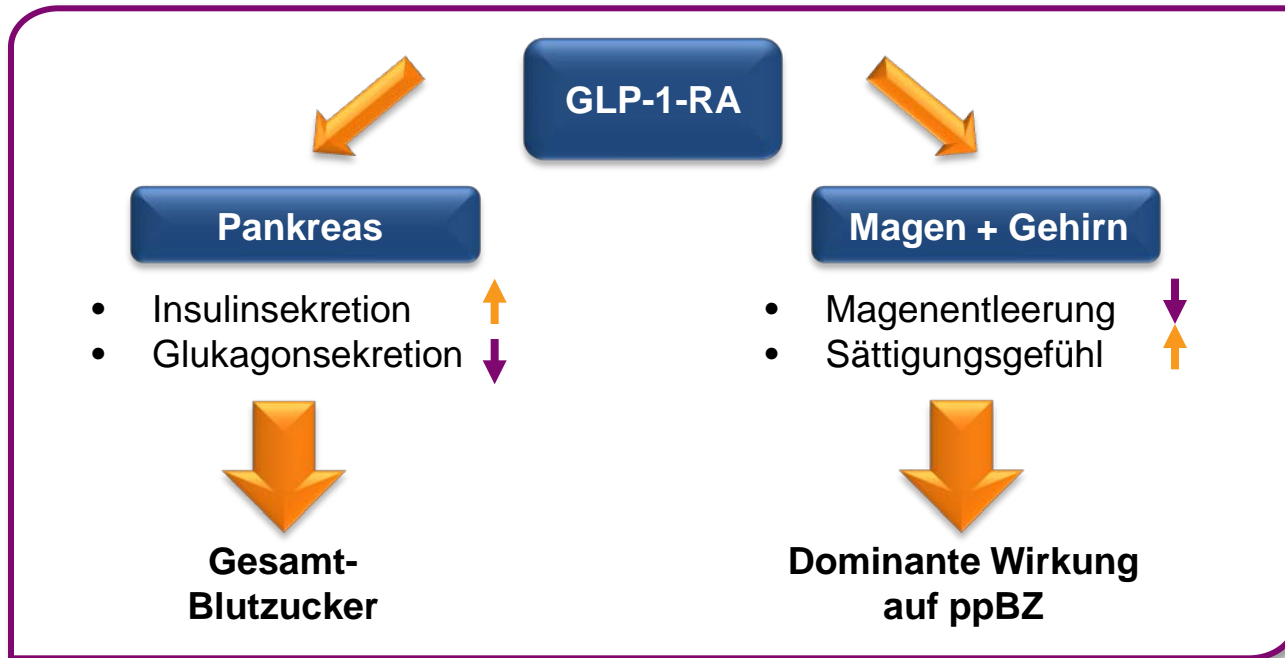 GLP-1-RA
Pankreas
• Insulinsekretion
• Glukagonsekretion
Gesamt-
Blutzucker
Magen + Gehirn
• Magenentleerung
• Sättigungsgefühl
Dominante Wirkung
auf ppBZ